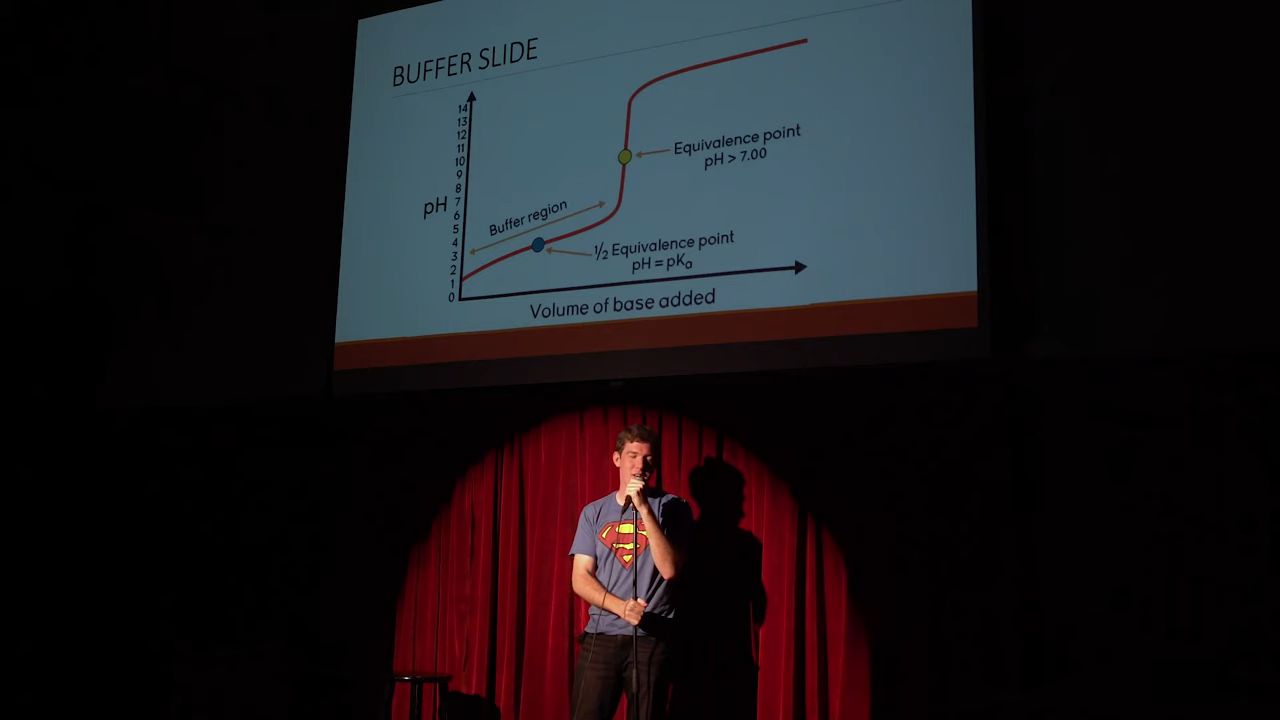 BUFFER SLIDE
14
13
12
11
10
9
8
7
6
5
4
3
2
1
0
pH
Equivalence point
pH > 7.00
Buffer region
½ Equivalence point
pH = pKₐ
Volume of base added
S